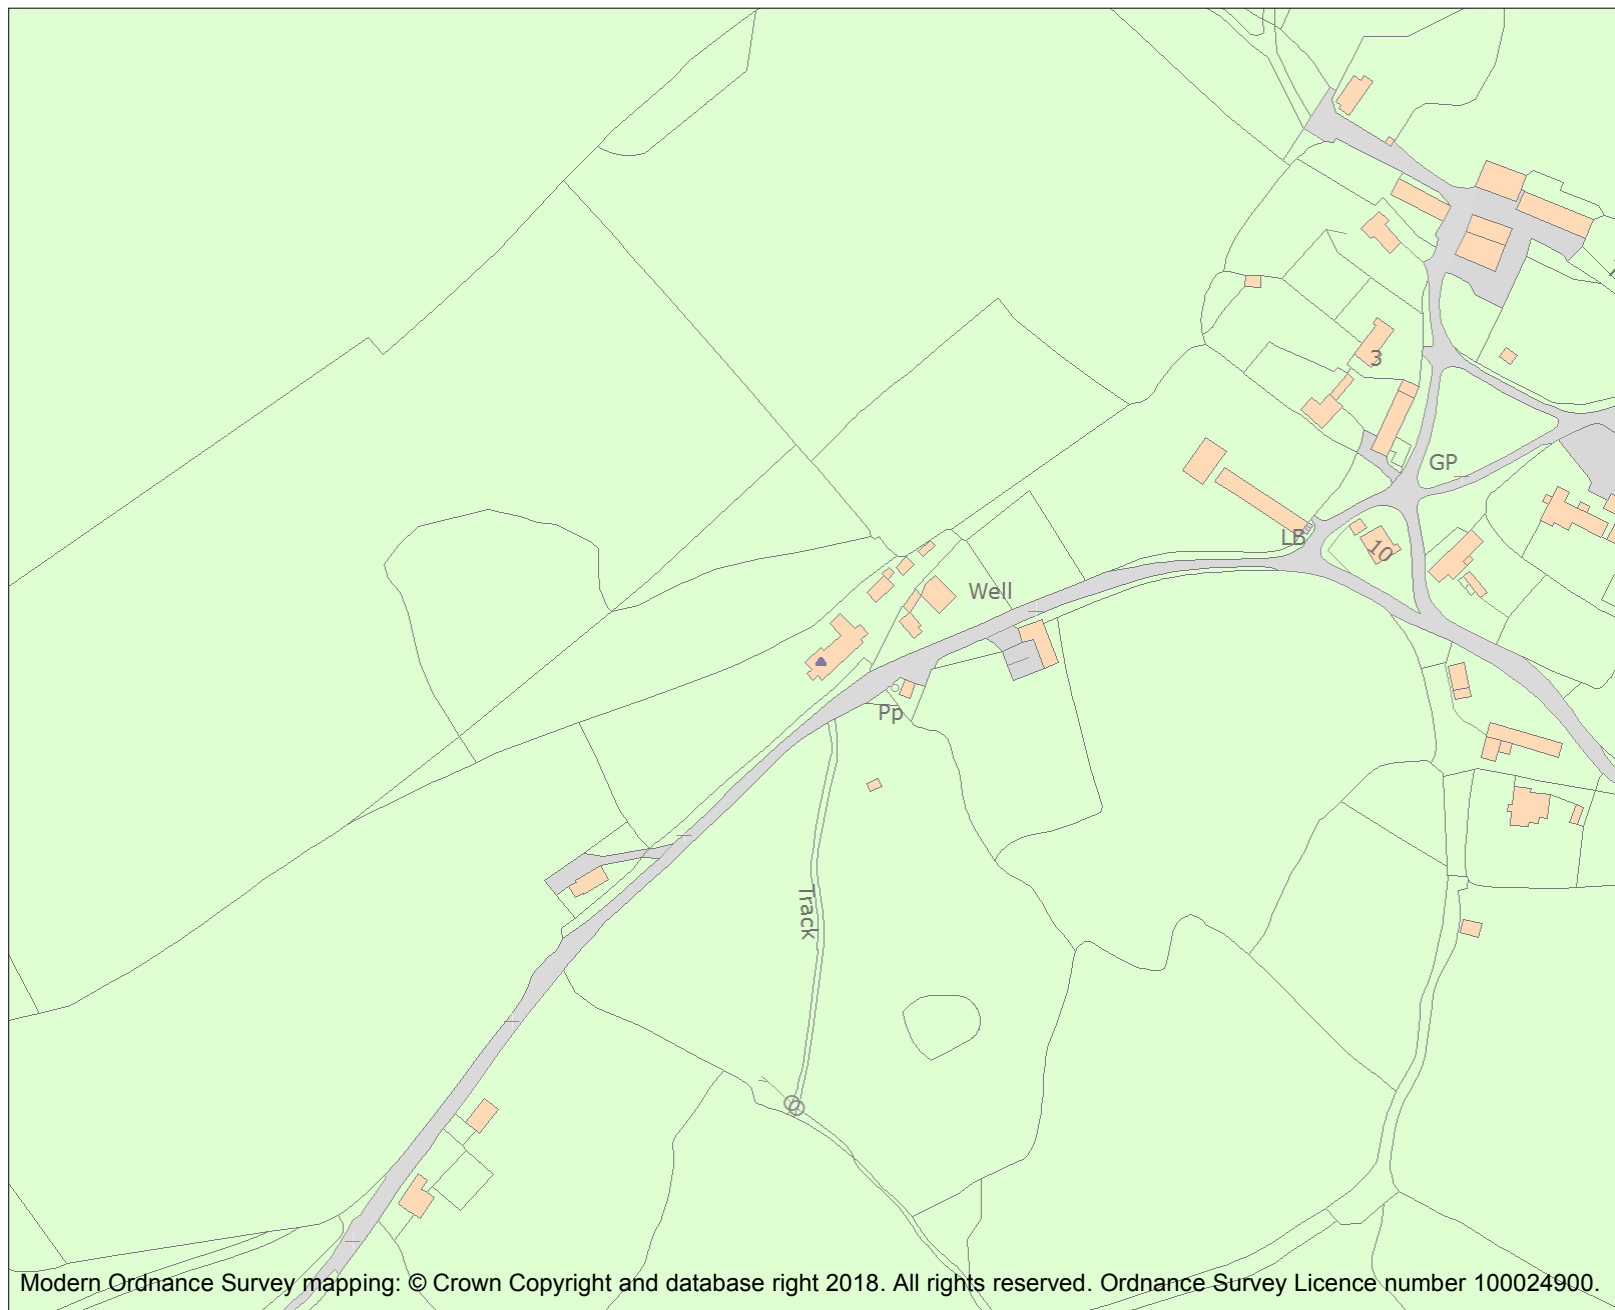 3
GP
LB
10
Well
Pp
Track
Modern Ordnance Survey mapping: © Crown Copyright and database right 2018. All rights reserved. Ordnance Survey Licence number 100024900.